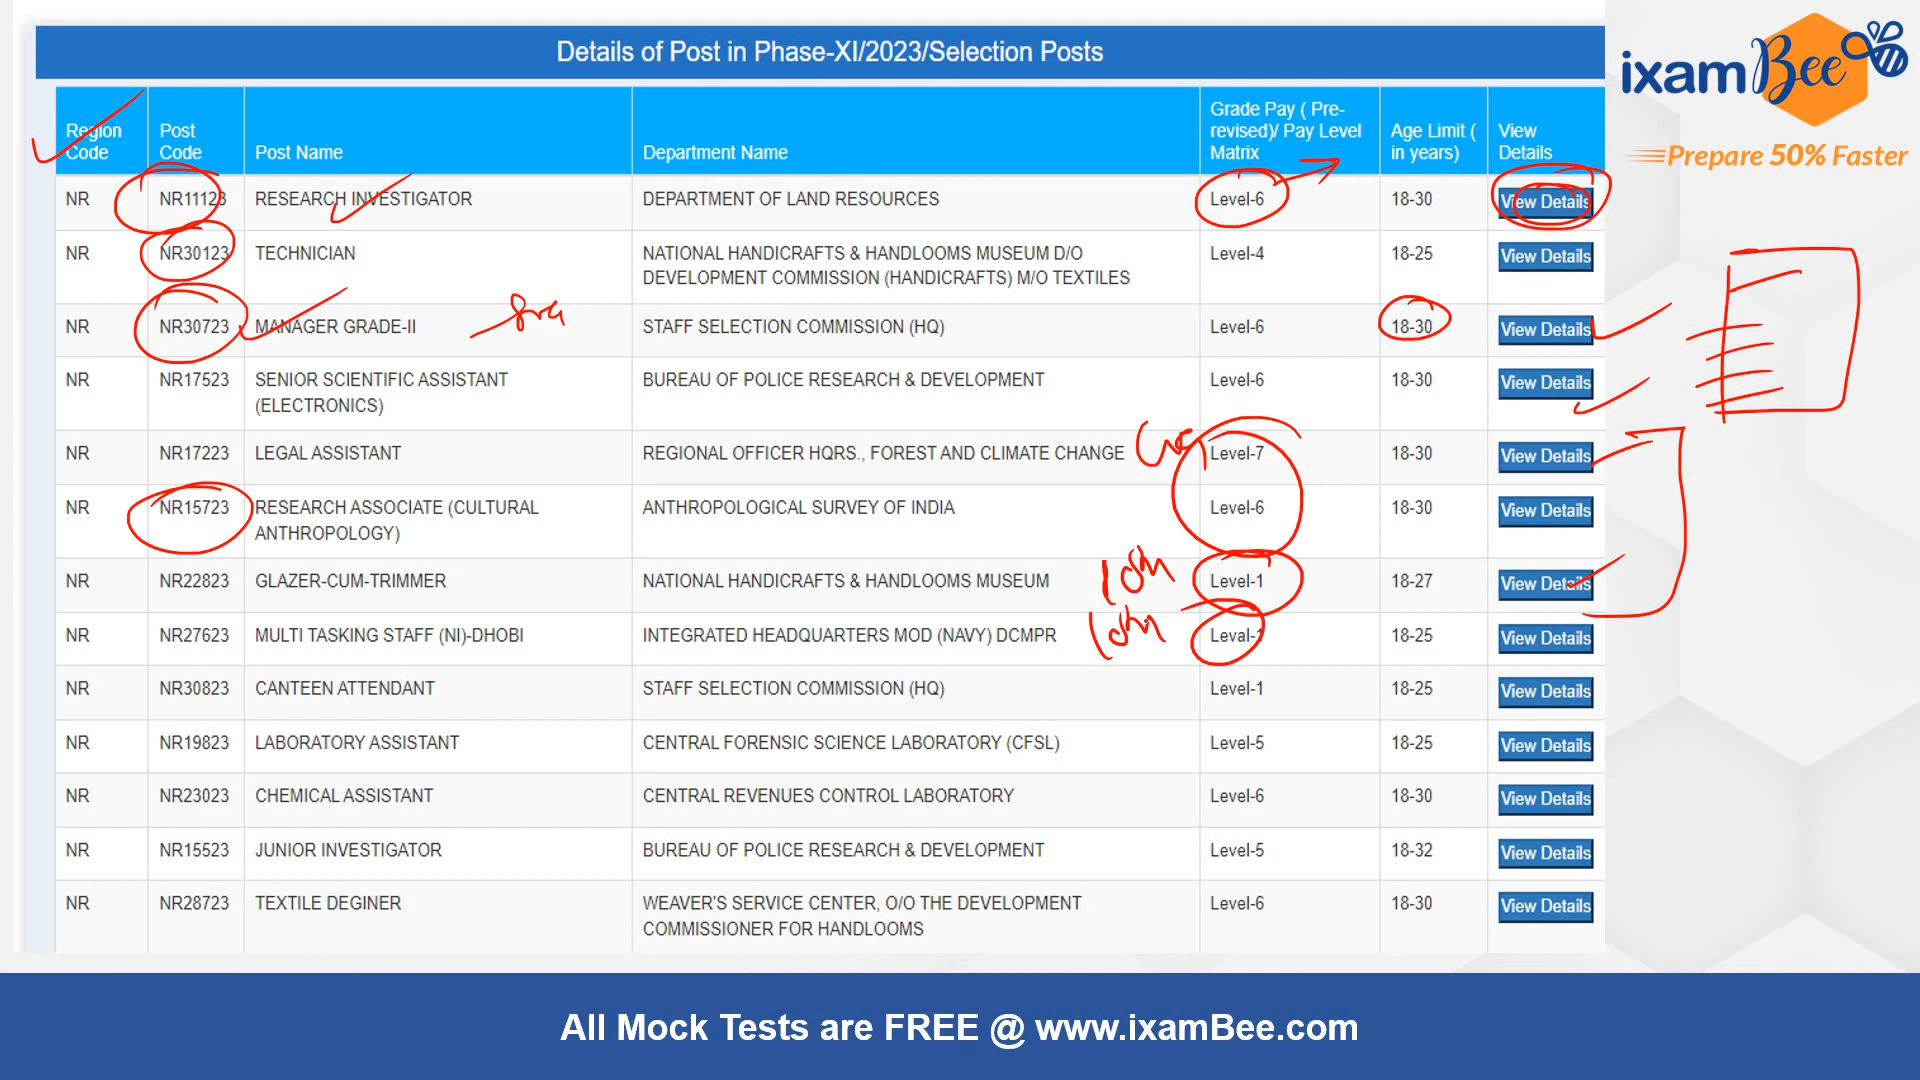 Details of Post in Phase-XI/2023/Selection Posts
ixamBee
Prepare 50% Faster
Region Code Post Code Post Name Department Name Grade Pay ( Pre-revised)/ Pay Level Matrix Age Limit ( in years) View Details
NR NR11123 RESEARCH INVESTIGATOR DEPARTMENT OF LAND RESOURCES Level-6 18-30 View Details
NR NR30123 TECHNICIAN NATIONAL HANDICRAFTS & HANDLOOMS MUSEUM D/O DEVELOPMENT COMMISSION (HANDICRAFTS) M/O TEXTILES Level-4 18-25 View Details
NR NR30723 MANAGER GRADE-II STAFF SELECTION COMMISSION (HQ) Level-6 18-30 View Details
NR NR17523 SENIOR SCIENTIFIC ASSISTANT (ELECTRONICS) BUREAU OF POLICE RESEARCH & DEVELOPMENT Level-6 18-30 View Details
NR NR17223 LEGAL ASSISTANT REGIONAL OFFICER HQRS., FOREST AND CLIMATE CHANGE Level-7 18-30 View Details
NR NR15723 RESEARCH ASSOCIATE (CULTURAL ANTHROPOLOGY) ANTHROPOLOGICAL SURVEY OF INDIA Level-6 18-30 View Details
10th
NR NR22823 GLAZER-CUM-TRIMMER NATIONAL HANDICRAFTS & HANDLOOMS MUSEUM Level-1 18-27 View Details
10th
NR NR27623 MULTI TASKING STAFF (NI)-DHOBI INTEGRATED HEADQUARTERS MOD (NAVY) DCMPR Leval-1 18-25 View Details
NR NR30823 CANTEEN ATTENDANT STAFF SELECTION COMMISSION (HQ) Level-1 18-25 View Details
NR NR19823 LABORATORY ASSISTANT CENTRAL FORENSIC SCIENCE LABORATORY (CFSL) Level-5 18-25 View Details
NR NR23023 CHEMICAL ASSISTANT CENTRAL REVENUES CONTROL LABORATORY Level-6 18-30 View Details
NR NR15523 JUNIOR INVESTIGATOR BUREAU OF POLICE RESEARCH & DEVELOPMENT Level-5 18-32 View Details
NR NR28723 TEXTILE DEGINER WEAVER'S SERVICE CENTER, O/O THE DEVELOPMENT COMMISSIONER FOR HANDLOOMS Level-6 18-30 View Details
All Mock Tests are FREE @ www.ixamBee.com